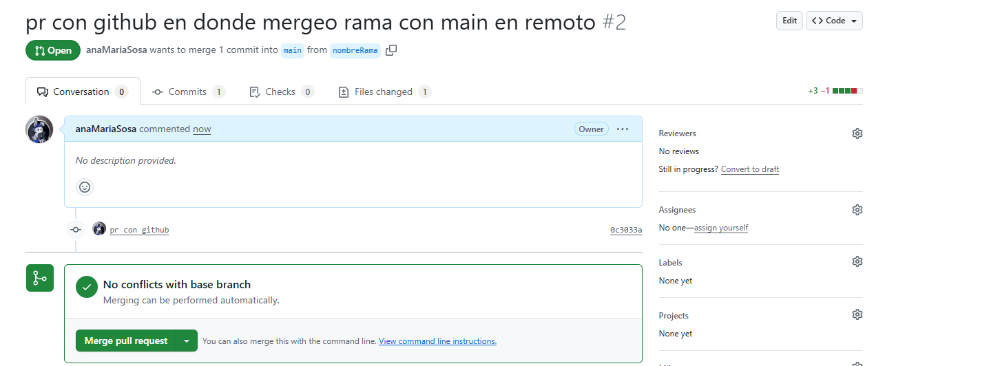 pr con github en donde mergeo rama con main en remoto #2
Edit
Code
Open
anaMariaSosa wants to merge 1 commit into main from nombreRama
Conversation 0
Commits 1
Checks 0
Files changed 1
+3 −1
anaMariaSosa commented now
Owner
No description provided.
pr con github
0c3033a
No conflicts with base branch
Merging can be performed automatically.
Merge pull request
You can also merge this with the command line. View command line instructions.
Reviewers
No reviews
Still in progress? Convert to draft
Assignees
No one—assign yourself
Labels
None yet
Projects
None yet